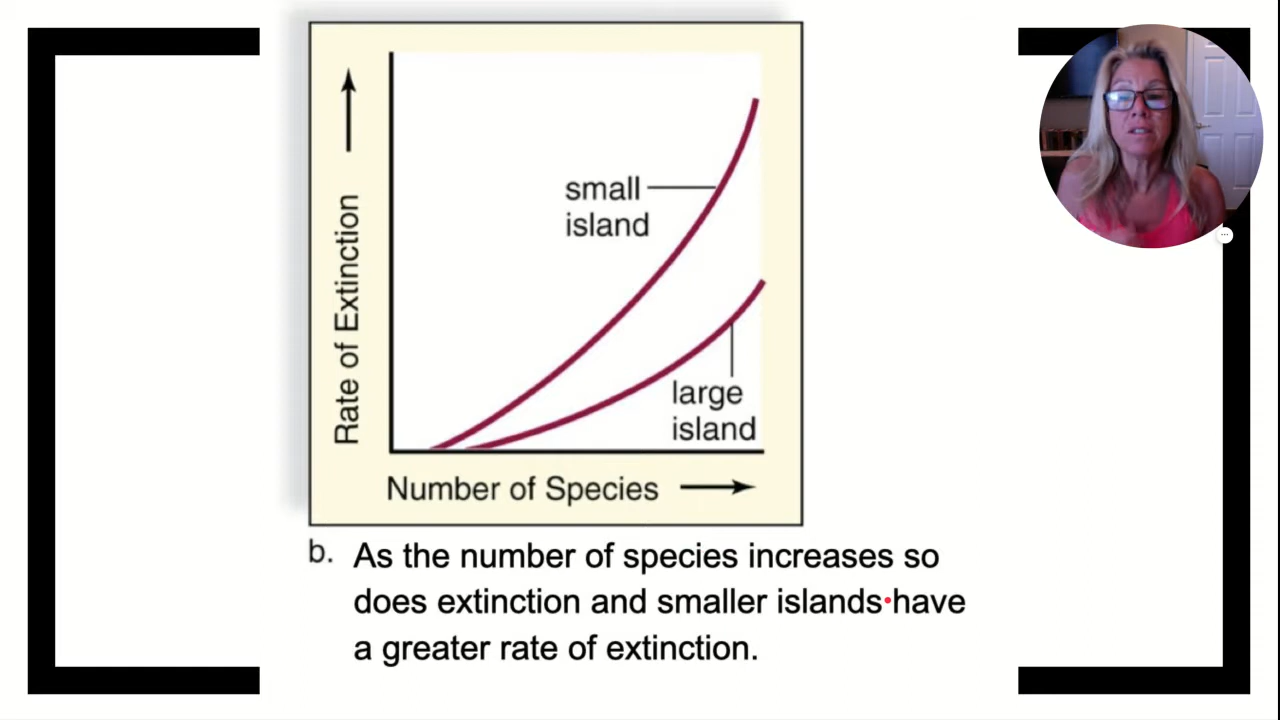 small
island
Rate of Extinction
large
island
Number of Species
b. As the number of species increases so
does extinction and smaller islands have
a greater rate of extinction.